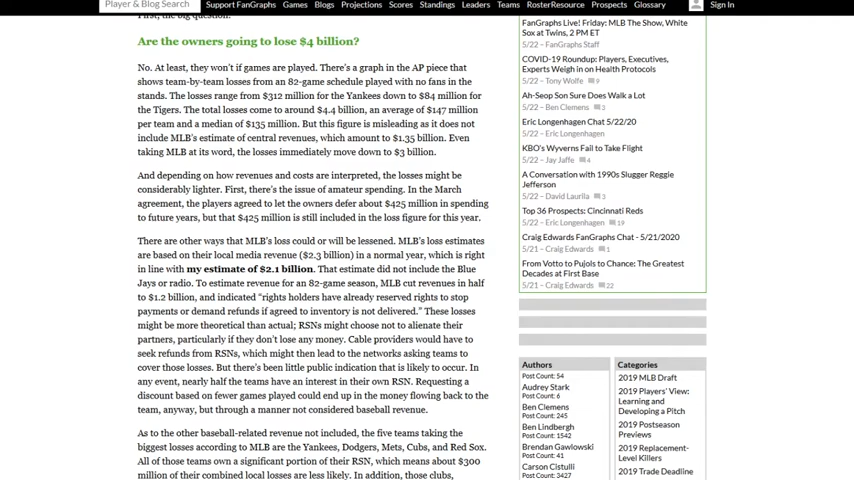 Player & Blog Search
Support FanGraphs Games Blogs Projections Scores Standings Leaders Teams RosterResource Prospects Glossary Sign In
First, the big question:
Are the owners going to lose $4 billion?
No. At least, they won't if games are played. There's a graph in the AP piece that
shows team-by-team losses from an 82-game schedule played with no fans in the
stands. The losses range from $312 million for the Yankees down to $84 million for
the Tigers. The total losses come to around $4.4 billion, an average of $147 million
per team and a median of $135 million. But this figure is misleading as it does not
include MLB's estimate of central revenues, which amount to $1.35 billion. Even
taking MLB at its word, the losses immediately move down to $3 billion.
And depending on how revenues and costs are interpreted, the losses might be
considerably lighter. First, there's the issue of amateur spending. In the March
agreement, the players agreed to let the owners defer about $425 million in spending
to future years, but that $425 million is still included in the loss figure for this year.
There are other ways that MLB's loss could or will be lessened. MLB's loss estimates
are based on their local media revenue ($2.3 billion) in a normal year, which is right
in line with my estimate of $2.1 billion. That estimate did not include the Blue
Jays or radio. To estimate revenue for an 82-game season, MLB cut revenues in half
to $1.2 billion, and indicated “rights holders have already reserved rights to stop
payments or demand refunds if agreed to inventory is not delivered.” These losses
might be more theoretical than actual; RSNs might choose not to alienate their
partners, particularly if they don't lose any money. Cable providers would have to
seek refunds from RSNs, which might then lead to the networks asking teams to
cover those losses. But there's been little public indication that is likely to occur. In
any event, nearly half the teams have an interest in their own RSN. Requesting a
discount based on fewer games played could end up in the money flowing back to the
team, anyway, but through a manner not considered baseball revenue.
As to the other baseball-related revenue not included, the five teams taking the
biggest losses according to MLB are the Yankees, Dodgers, Mets, Cubs, and Red Sox.
All of those teams own a significant portion of their RSN, which means about $300
million of their combined local losses are less likely. In addition, those clubs,
FanGraphs Live! Friday: MLB The Show, White
Sox at Twins, 2 PM ET
5/22 – FanGraphs Staff
COVID-19 Roundup: Players, Executives,
Experts Weigh in on Health Protocols
5/22 – Tony Wolfe 9
Ah-Seop Son Sure Does Walk a Lot
5/22 – Ben Clemens 3
Eric Longenhagen Chat 5/22/20
5/22 – Eric Longenhagen
KBO's Wyverns Fail to Take Flight
5/22 – Jay Jaffe 4
A Conversation with 1990s Slugger Reggie
Jefferson
5/22 – David Laurila 3
Top 36 Prospects: Cincinnati Reds
5/22 – Eric Longenhagen 19
Craig Edwards FanGraphs Chat - 5/21/2020
5/21 – Craig Edwards 1
From Votto to Pujols to Chance: The Greatest
Decades at First Base
5/21 – Craig Edwards 22
Authors
Post Count: 54
Audrey Stark
Post Count: 6
Ben Clemens
Post Count: 245
Ben Lindbergh
Post Count: 1542
Brendan Gawlowski
Post Count: 41
Carson Cistulli
Post Count: 3427
Categories
2019 MLB Draft
2019 Players' View:
Learning and
Developing a Pitch
2019 Postseason
Previews
2019 Replacement-
Level Killers
2019 Trade Deadline